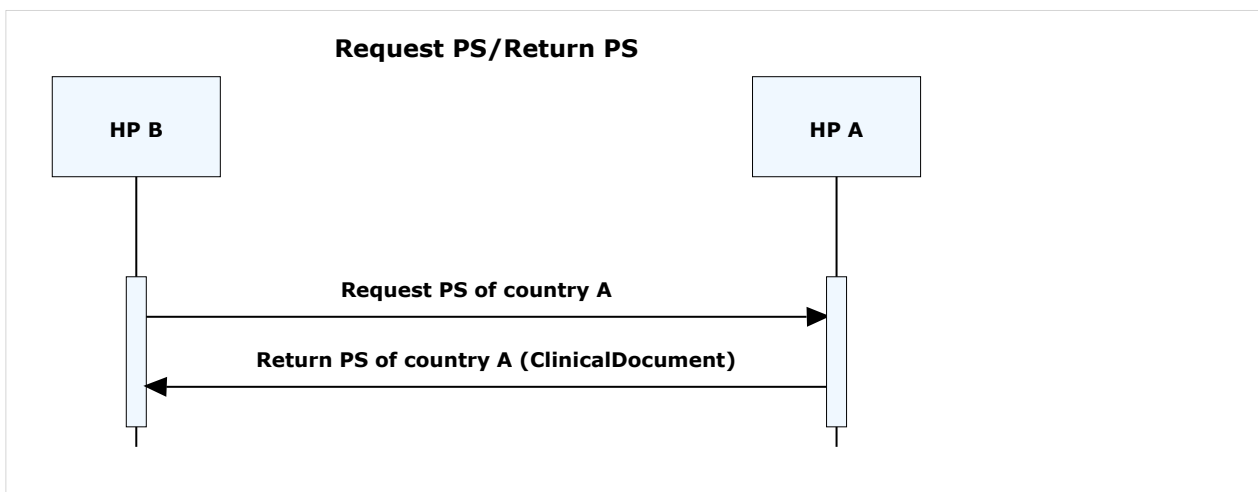 Request PS/Return PS
HP B
HP A
Request PS of country A
Return PS of country A (ClinicalDocument)